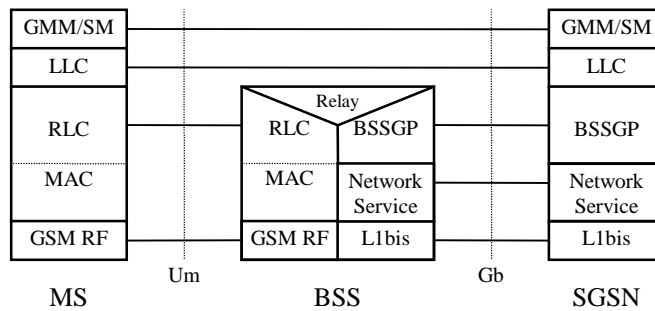 GMM/SM
GMM/SM
LLC
LLC
Relay
RLC
RLC
BSSGP
BSSGP
MAC
MAC
Network
Service
Network
Service
GSM RF
GSM RF
L1bis
L1bis
Um
Gb
MS
BSS
SGSN